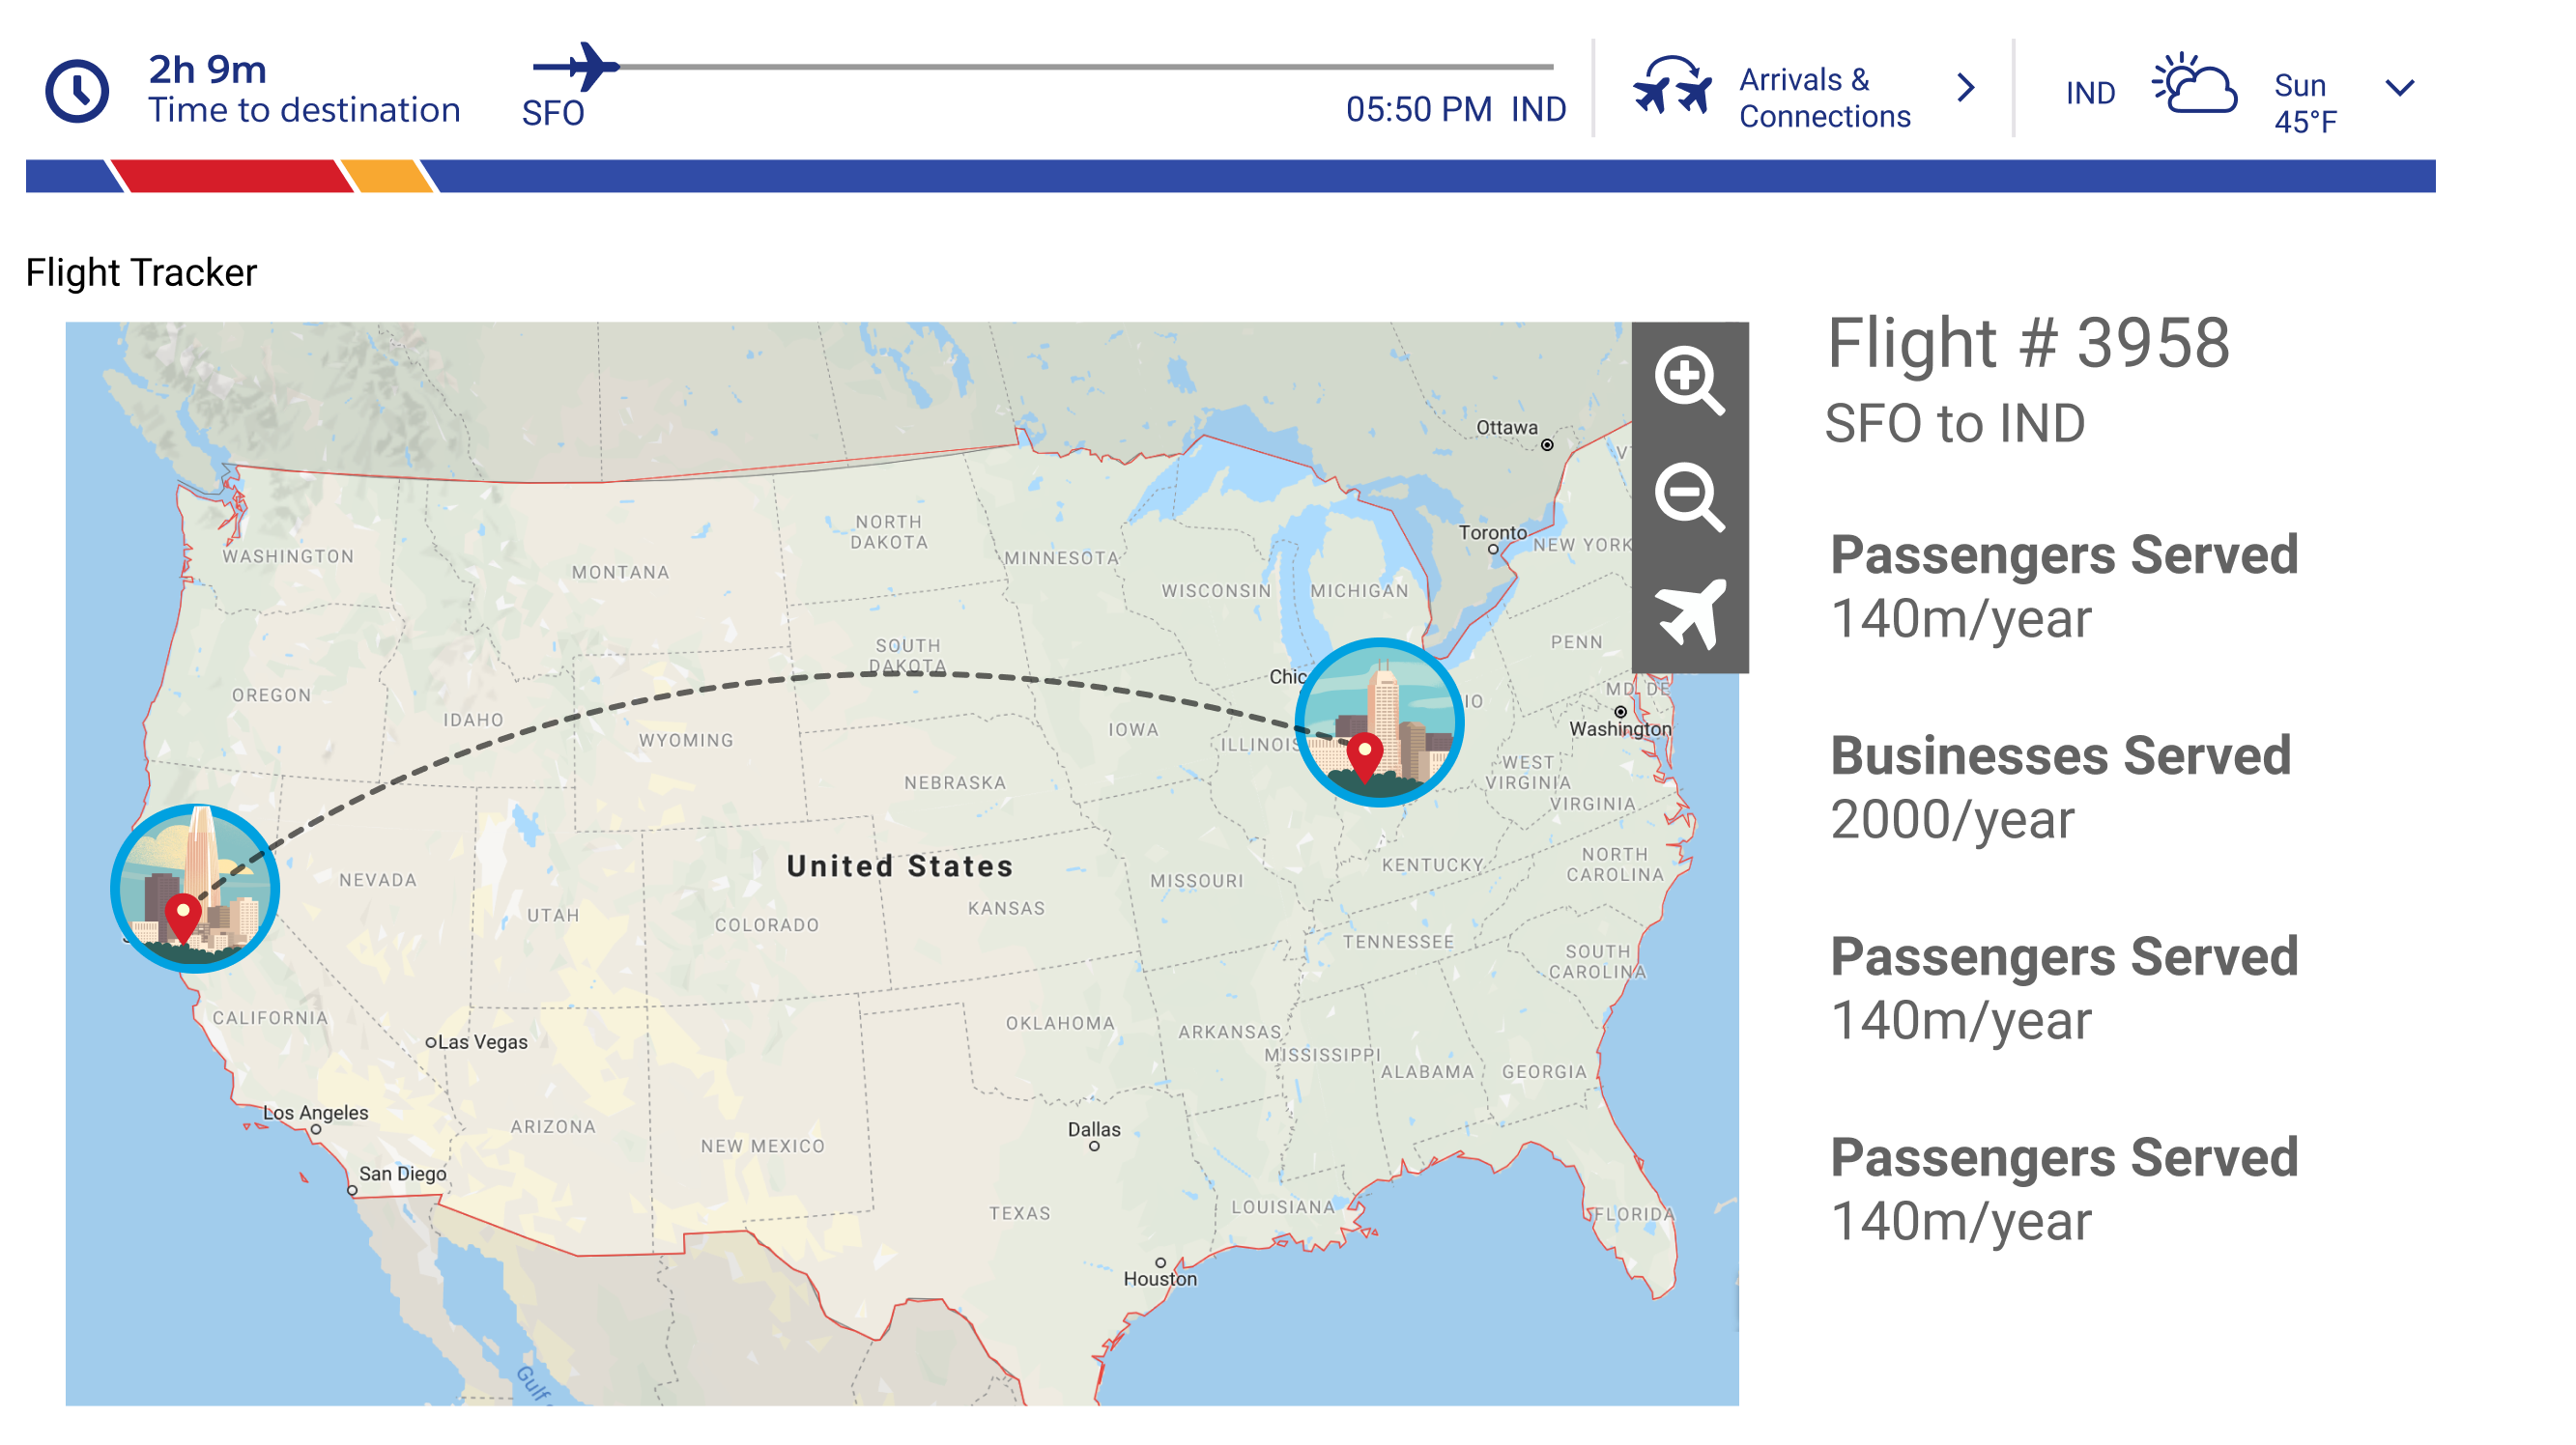 2h 9m
Time to destination
SFO
05:50 PM IND
Arrivals &
Connections
IND
Sun
45°F
Flight Tracker
Flight # 3958
SFO to IND
Passengers Served
140m/year
Businesses Served
2000/year
Passengers Served
140m/year
Passengers Served
140m/year
Ottawa
Toronto
NEW YORK
WASHINGTON
MONTANA
NORTH
DAKOTA
MINNESOTA
WISCONSIN
MICHIGAN
PENN
OREGON
IDAHO
SOUTH
DAKOTA
Chic
IO
MD
DE
Washington
WYOMING
IOWA
ILLINOIS
NEBRASKA
WEST
VIRGINIA
VIRGINIA
United States
NEVADA
UTAH
COLORADO
KANSAS
MISSOURI
KENTUCKY
NORTH
CAROLINA
TENNESSEE
SOUTH
CAROLINA
CALIFORNIA
Las Vegas
OKLAHOMA
ARKANSAS
MISSISSIPPI
ALABAMA
GEORGIA
Los Angeles
ARIZONA
NEW MEXICO
Dallas
San Diego
TEXAS
LOUISIANA
FLORIDA
Houston
Gulf